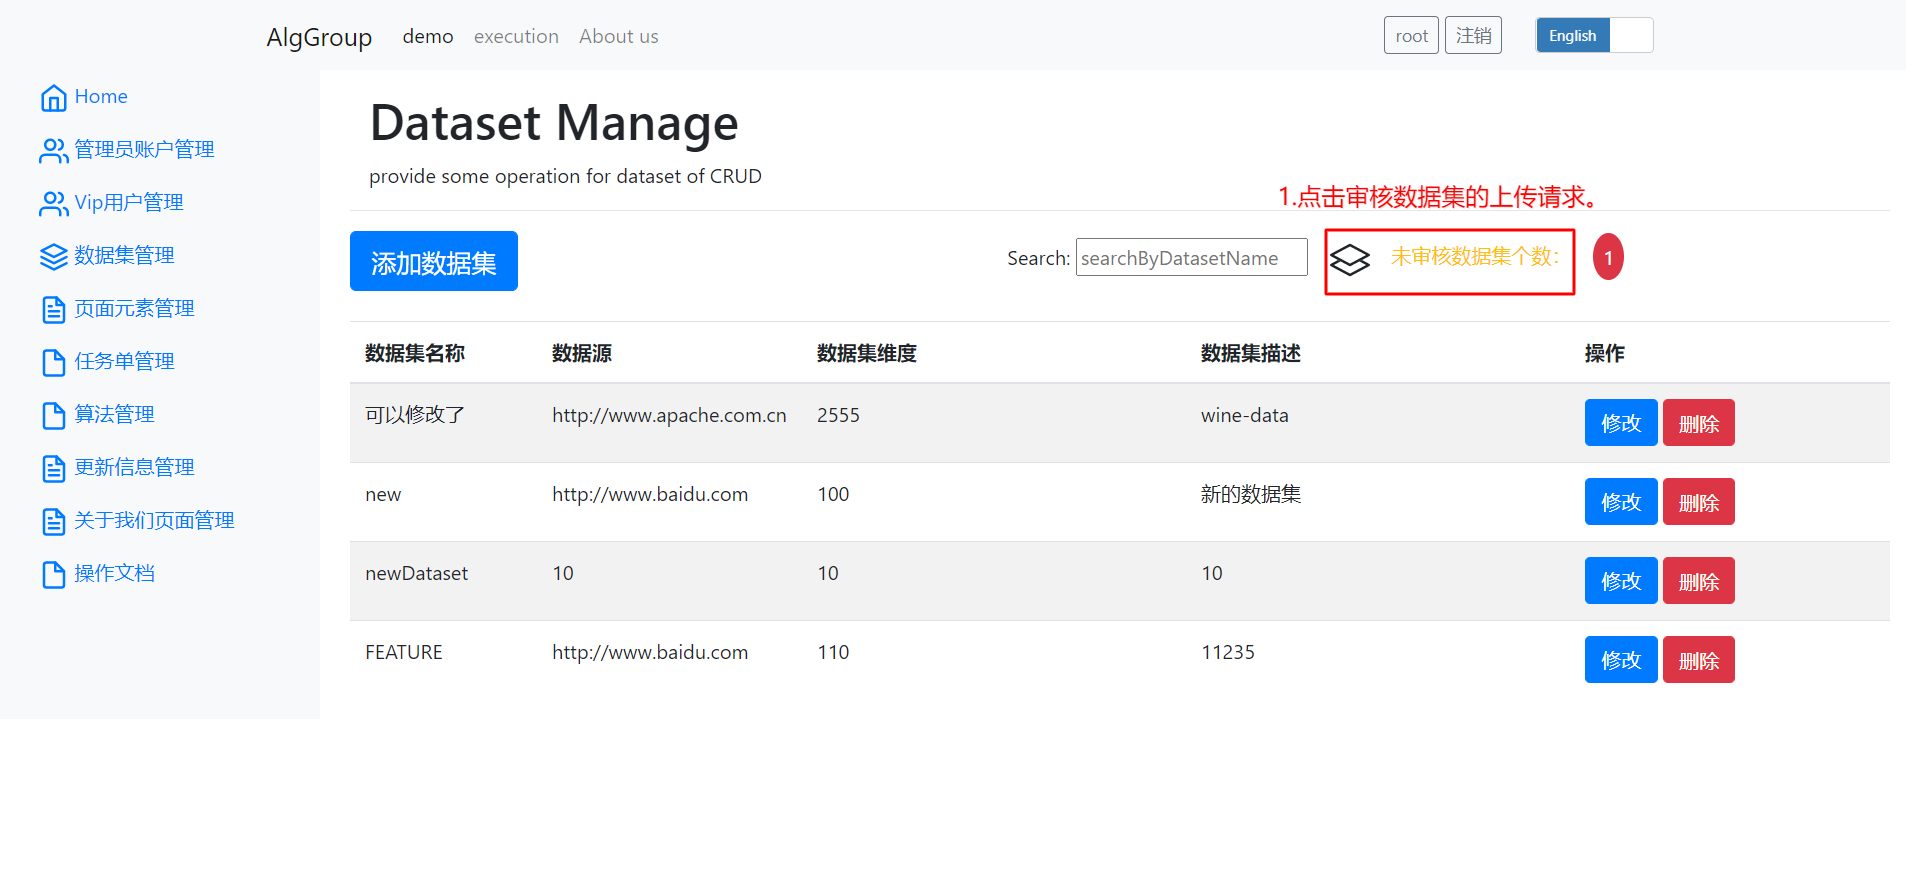 AlgGroup demo execution About us root 注销 English
Home
管理员账户管理
Vip用户管理
数据集管理
页面元素管理
任务单管理
算法管理
更新信息管理
关于我们页面管理
操作文档
Dataset Manage
provide some operation for dataset of CRUD
1.点击审核数据集的上传请求。
添加数据集 Search: searchByDatasetName 未审核数据集个数: 1
数据集名称 数据源 数据集维度 数据集描述 操作
可以修改了 http://www.apache.com.cn 2555 wine-data 修改 删除
new http://www.baidu.com 100 新的数据集 修改 删除
newDataset 10 10 10 修改 删除
FEATURE http://www.baidu.com 110 11235 修改 删除